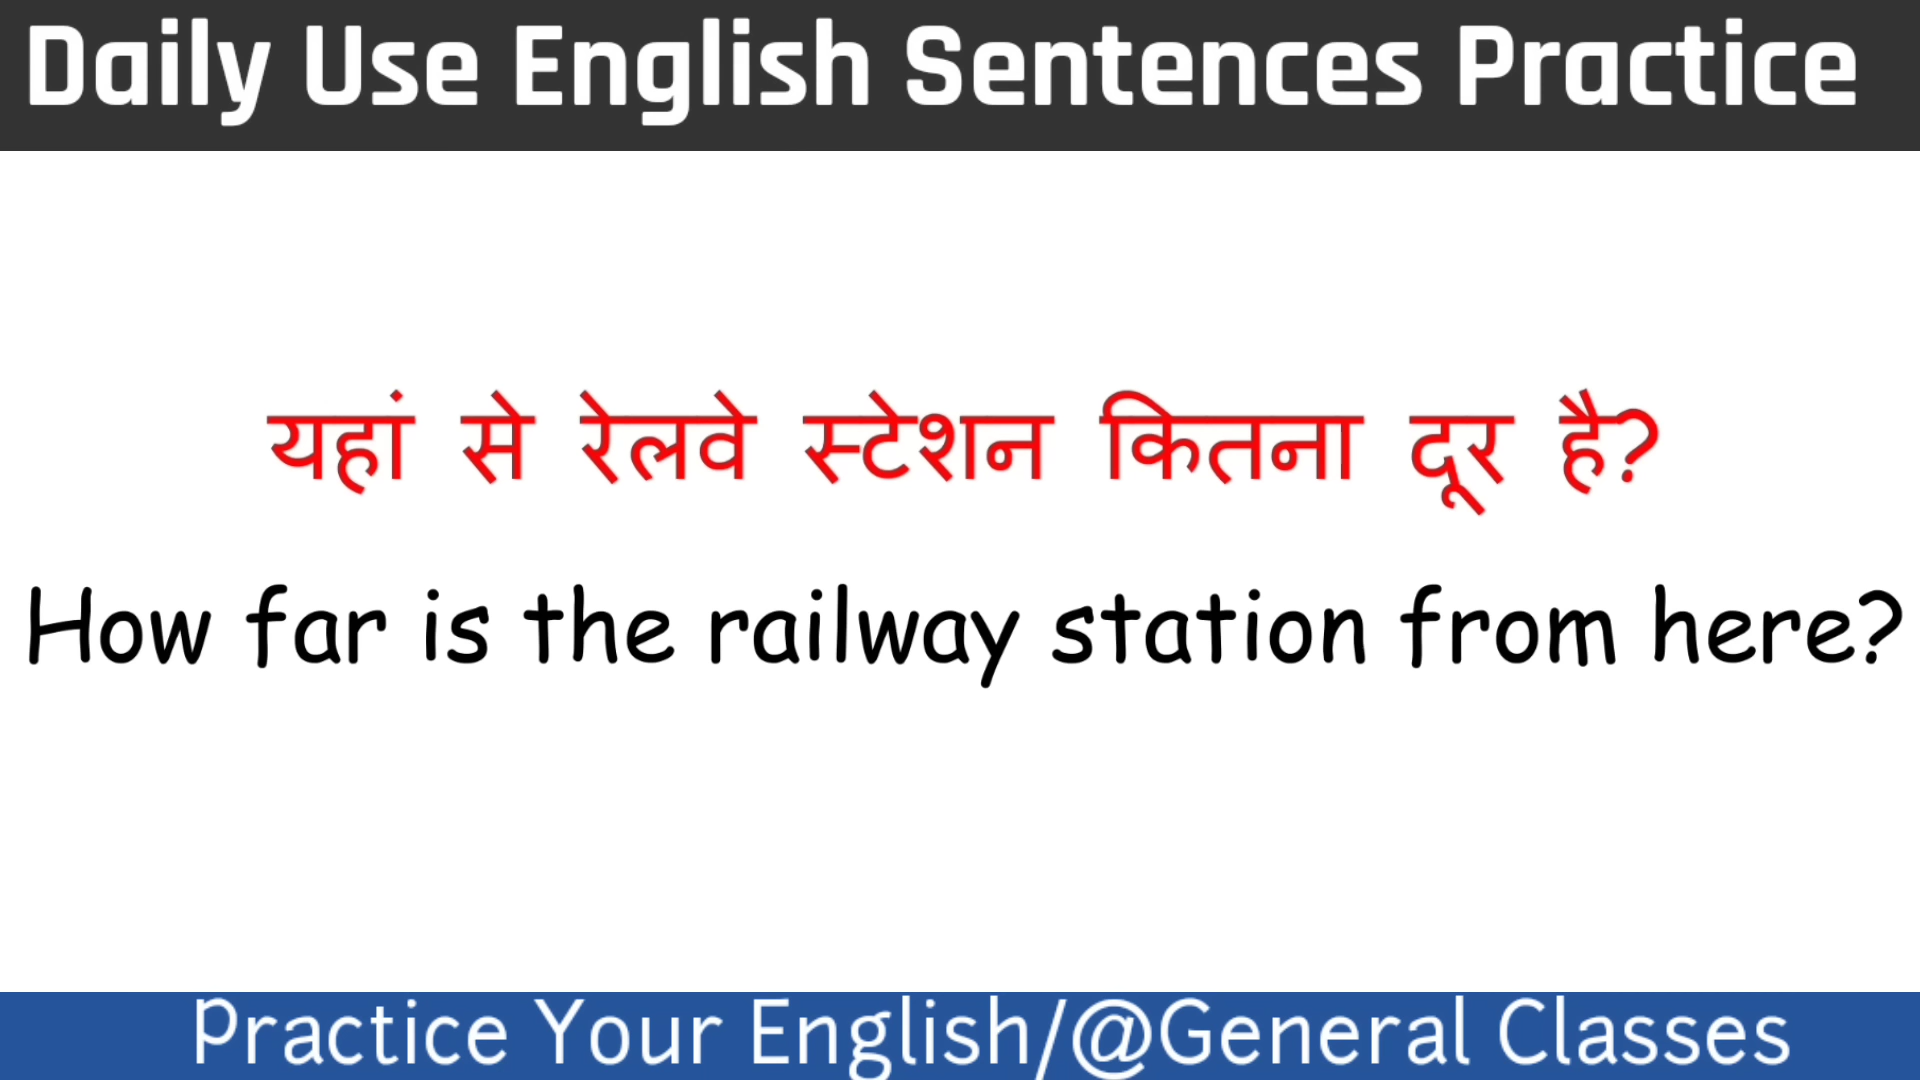 Daily Use English Sentences Practice
यहां से रेलवे स्टेशन कितना दूर है?
How far is the railway station from here?
Practice Your English/@General Classes